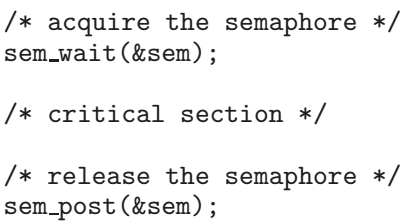 /* acquire the semaphore */
sem_wait(&sem);
/* critical section */
/* release the semaphore */
sem_post(&sem);